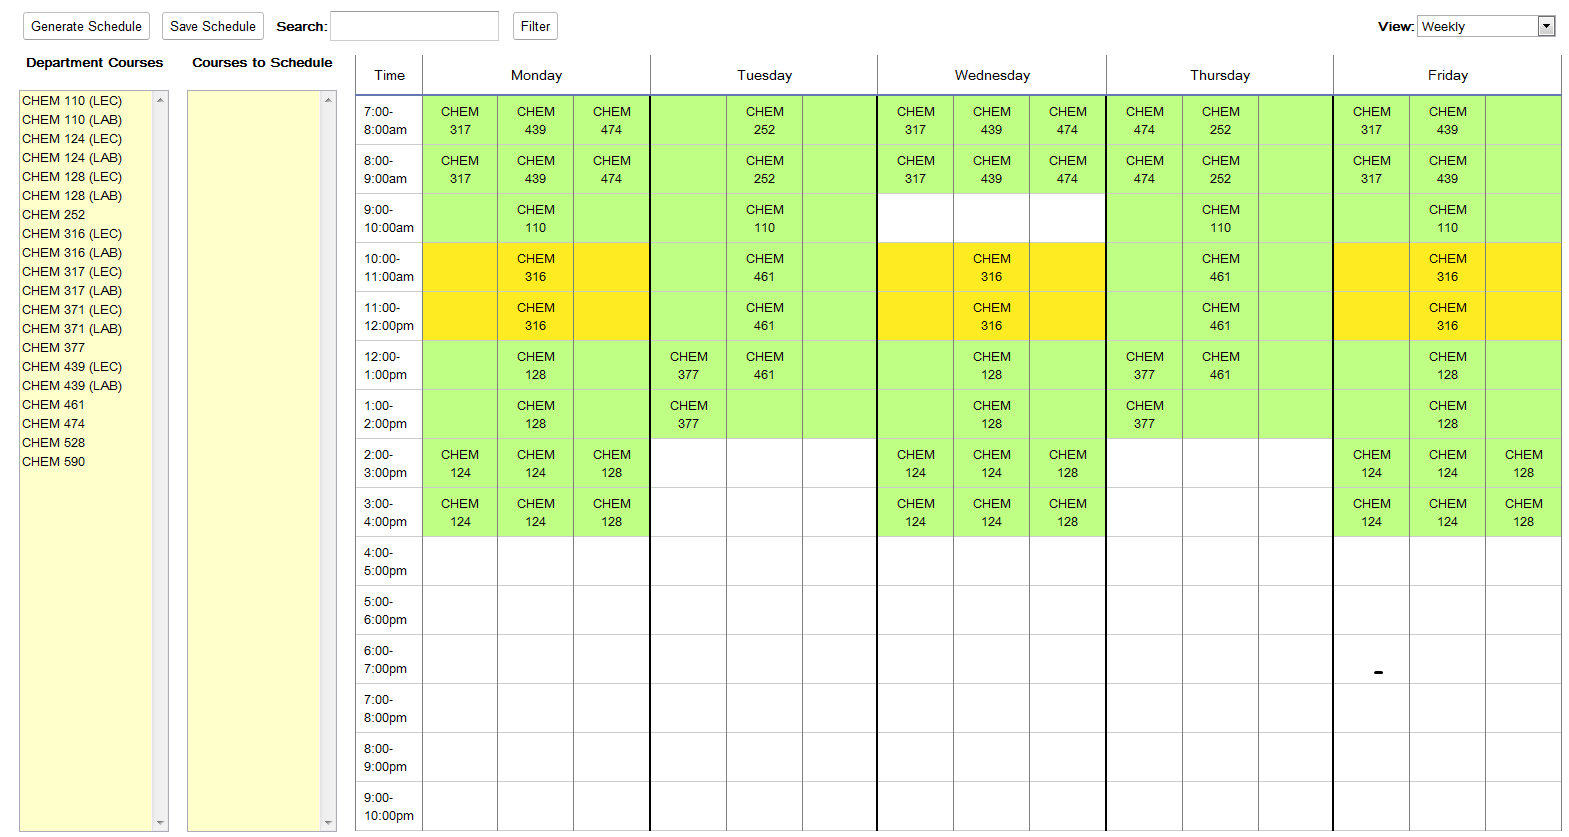 Generate Schedule Save Schedule Search: Filter View: Weekly
Department Courses Courses to Schedule
CHEM 110 (LEC)
CHEM 110 (LAB)
CHEM 124 (LEC)
CHEM 124 (LAB)
CHEM 128 (LEC)
CHEM 128 (LAB)
CHEM 252
CHEM 316 (LEC)
CHEM 316 (LAB)
CHEM 317 (LEC)
CHEM 317 (LAB)
CHEM 371 (LEC)
CHEM 371 (LAB)
CHEM 377
CHEM 439 (LEC)
CHEM 439 (LAB)
CHEM 461
CHEM 474
CHEM 528
CHEM 590
Time Monday Tuesday Wednesday Thursday Friday
7:00- CHEM CHEM CHEM CHEM CHEM CHEM CHEM CHEM CHEM CHEM CHEM
8:00am 317 439 474 252 317 439 474 474 252 317 439
8:00- CHEM CHEM CHEM CHEM CHEM CHEM CHEM CHEM CHEM CHEM CHEM
9:00am 317 439 474 252 317 439 474 474 252 317 439
9:00- CHEM CHEM CHEM CHEM
10:00am 110 110 110 110
10:00- CHEM CHEM CHEM CHEM CHEM
11:00am 316 461 316 461 316
11:00- CHEM CHEM CHEM CHEM CHEM
12:00pm 316 461 316 461 316
12:00- CHEM CHEM CHEM CHEM CHEM CHEM CHEM
1:00pm 128 377 461 128 377 461 128
1:00- CHEM CHEM CHEM CHEM CHEM
2:00pm 128 377 128 377 128
2:00- CHEM CHEM CHEM CHEM CHEM CHEM CHEM CHEM CHEM
3:00pm 124 124 128 124 124 128 124 124 128
3:00- CHEM CHEM CHEM CHEM CHEM CHEM CHEM CHEM CHEM
4:00pm 124 124 128 124 124 128 124 124 128
4:00-
5:00pm
5:00-
6:00pm
6:00-
7:00pm
7:00-
8:00pm
8:00-
9:00pm
9:00-
10:00pm